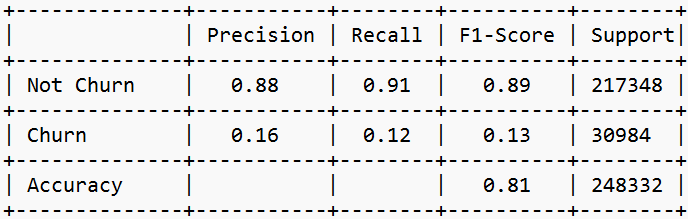 +--------------+-----------+--------+----------+--------+
|              | Precision | Recall | F1-Score | Support|
+--------------+-----------+--------+----------+--------+
| Not Churn    |   0.88    |  0.91  |   0.89   | 217348 |
+--------------+-----------+--------+----------+--------+
| Churn        |   0.16    |  0.12  |   0.13   | 30984  |
+--------------+-----------+--------+----------+--------+
| Accuracy     |           |        |   0.81   | 248332 |
+--------------+-----------+--------+----------+--------+